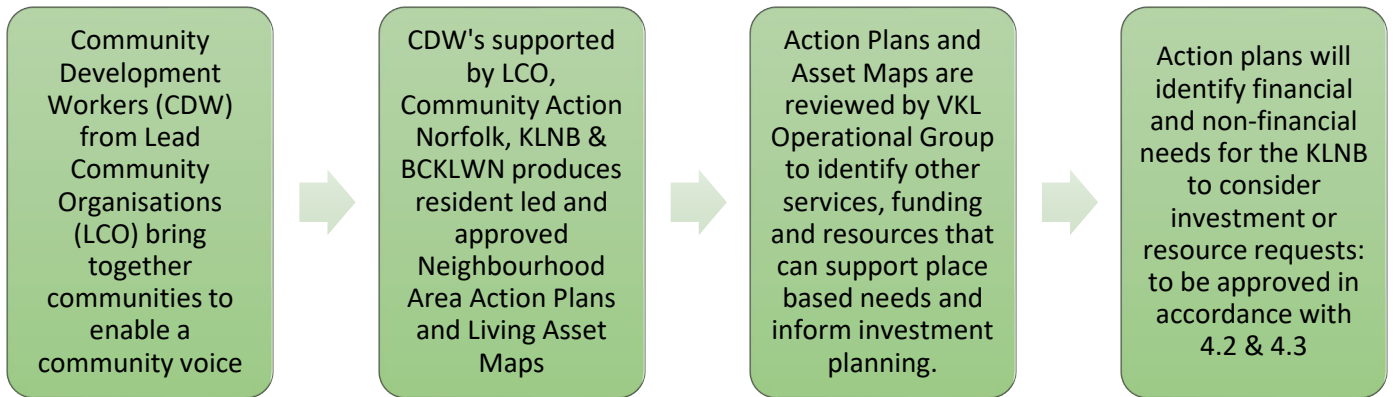 Community
Development
Workers (CDW)
from Lead
Community
Organisations
(LCO) bring
together
communities to
enable a
community voice
CDW's supported
by LCO,
Community Action
Norfolk, KLNB &
BCKLWN produces
resident led and
approved
Neighbourhood
Area Action Plans
and Living Asset
Maps
Action Plans and
Asset Maps are
reviewed by VKL
Operational Group
to identify other
services, funding
and resources that
can support place
based needs and
inform investment
planning.
Action plans will
identify financial
and non-financial
needs for the KLNB
to consider
investment or
resource requests:
to be approved in
accordance with
4.2 & 4.3